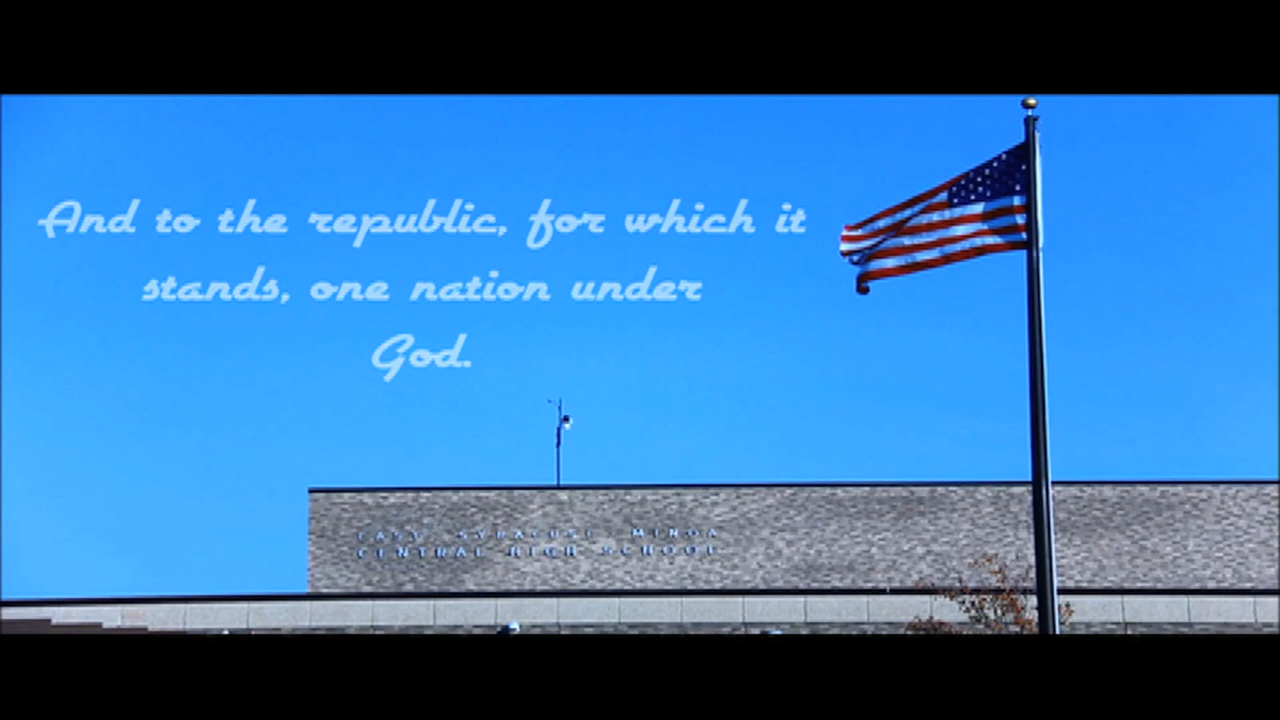 And to the republic, for which it
stands, one nation under
God.
EAST SYRACUSE MINOA
CENTRAL HIGH SCHOOL